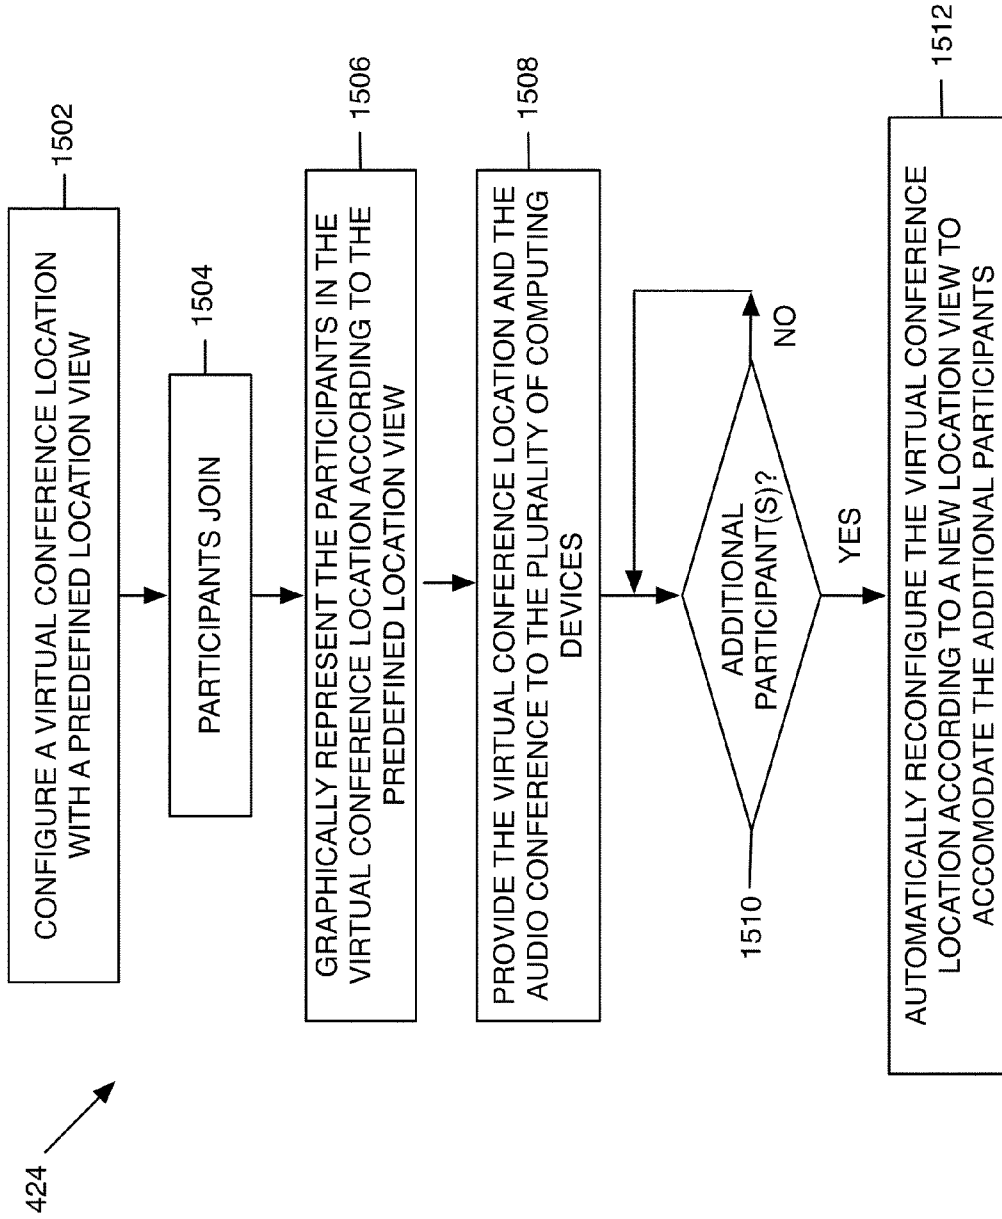 424
CONFIGURE A VIRTUAL CONFERENCE LOCATION
WITH A PREDEFINED LOCATION VIEW
1502
PARTICIPANTS JOIN
1504
GRAPHICALLY REPRESENT THE PARTICIPANTS IN THE
VIRTUAL CONFERENCE LOCATION ACCORDING TO THE
PREDEFINED LOCATION VIEW
1506
PROVIDE THE VIRTUAL CONFERENCE LOCATION AND THE
AUDIO CONFERENCE TO THE PLURALITY OF COMPUTING
DEVICES
1508
ADDITIONAL
PARTICIPANT(S)?
1510
NO
YES
AUTOMATICALLY RECONFIGURE THE VIRTUAL CONFERENCE
LOCATION ACCORDING TO A NEW LOCATION VIEW TO
ACCOMODATE THE ADDITIONAL PARTICIPANTS
1512